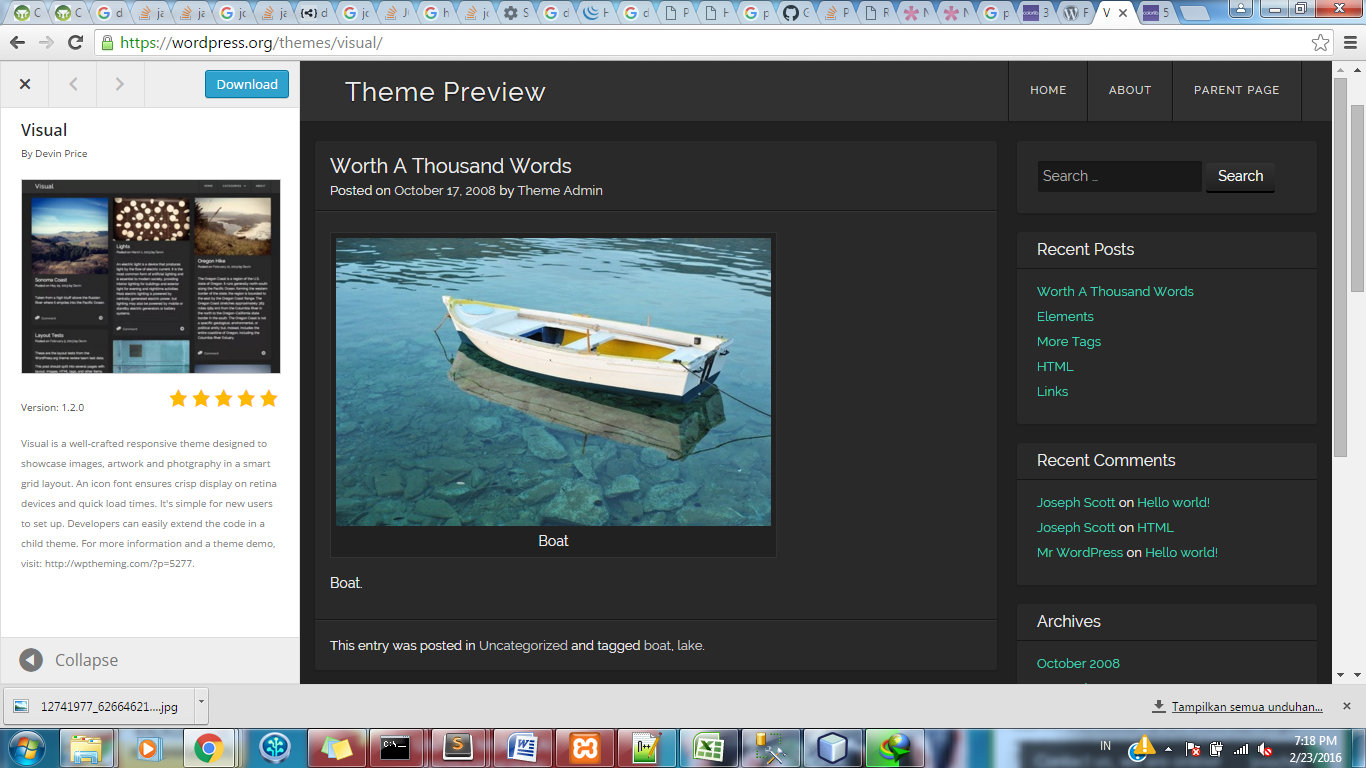 https://wordpress.org/themes/visual/
Download
Visual
By Devin Price
Version: 1.2.0
Visual is a well-crafted responsive theme designed to
showcase images, artwork and photgraphy in a smart
grid layout. An icon font ensures crisp display on retina
devices and quick load times. It's simple for new users
to set up. Developers can easily extend the code in a
child theme. For more information and a theme demo,
visit: http://wptheming.com/?p=5277.
Collapse
Theme Preview
HOME
ABOUT
PARENT PAGE
Worth A Thousand Words
Posted on October 17, 2008 by Theme Admin
Boat
Boat.
This entry was posted in Uncategorized and tagged boat, lake.
Search ...
Search
Recent Posts
Worth A Thousand Words
Elements
More Tags
HTML
Links
Recent Comments
Joseph Scott on Hello world!
Joseph Scott on HTML
Mr WordPress on Hello world!
Archives
October 2008
12741977_62664621....jpg
Tampilkan semua unduhan...
IN
7:18 PM
2/23/2016